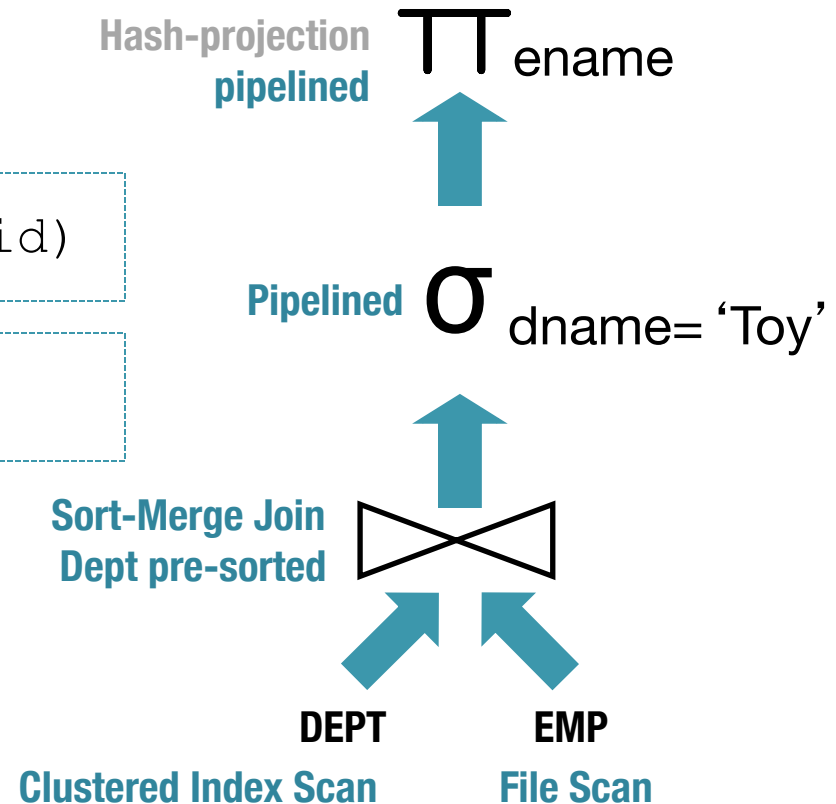 Hash-projection
pipelined
π ename
id)
Pipelined σ dname= ‘Toy’
Sort-Merge Join
Dept pre-sorted
DEPT EMP
Clustered Index Scan File Scan